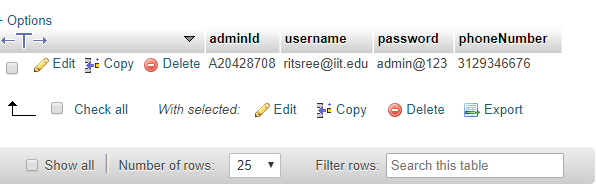 + Options
adminId username password phoneNumber
Edit Copy Delete A20428708 ritsree@iit.edu admin@123 3129346676
Check all With selected: Edit Copy Delete Export
Show all Number of rows: 25 Filter rows: Search this table